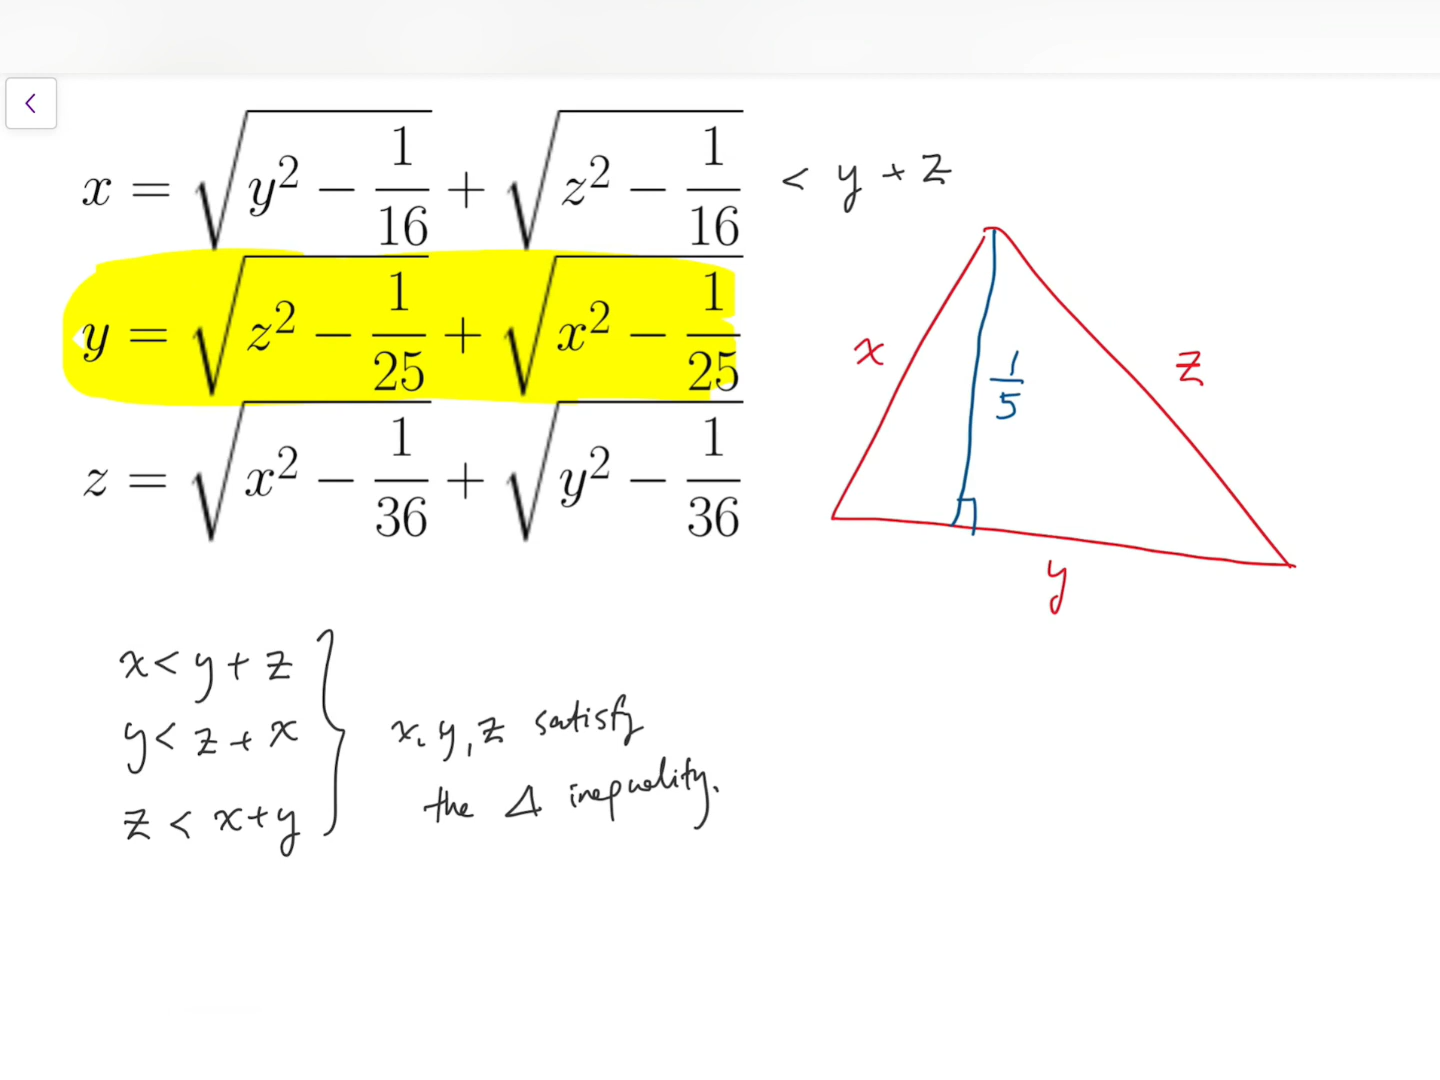 x = √(y² − 1/16) + √(z² − 1/16) < y + z
y = √(z² − 1/25) + √(x² − 1/25)
z = √(x² − 1/36) + √(y² − 1/36)
x
1/5
z
y
x < y + z
y < z + x
z < x + y
x, y, z satisfy
the Δ inequality.